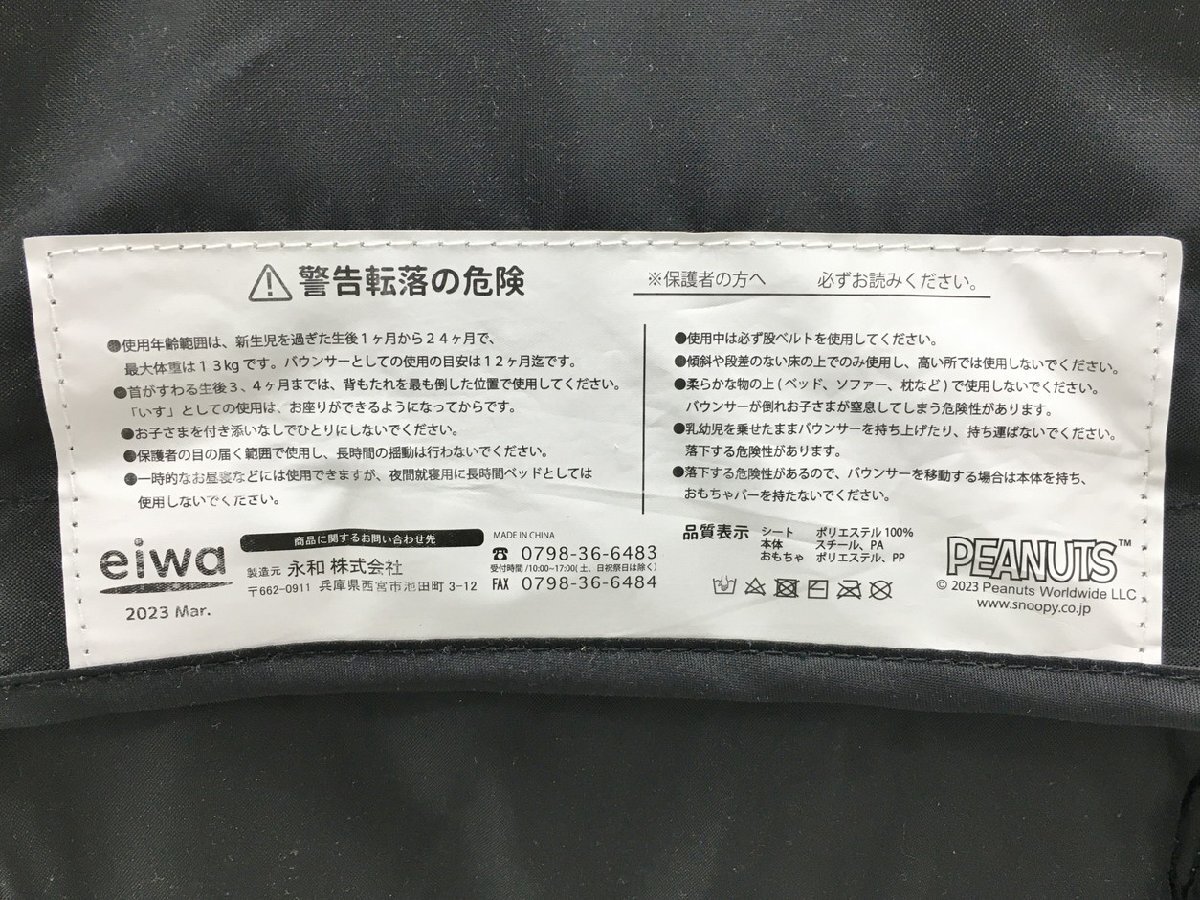 警告転落の危険
※保護者の方へ　必ずお読みください。
●使用年齢範囲は、新生児を過ぎた生後1ヶ月から24ヶ月で、
最大体重は13kgです。バウンサーとしての使用の目安は12ヶ月迄です。
●首がすわる生後3、4ヶ月までは、背もたれを最も倒した位置で使用してください。
「いす」としての使用は、お座りができるようになってからです。
●お子さまを付き添いなしでひとりにしないでください。
●保護者の目の届く範囲で使用し、長時間の揺動は行わないでください。
●一時的なお昼寝などには使用できますが、夜間就寝用に長時間ベッドとしては
使用しないでください。
●使用中は必ず股ベルトを使用してください。
●傾斜や段差のない床の上でのみ使用し、高い所では使用しないでください。
●柔らかな物の上(ベッド、ソファー、枕など)で使用しないでください。
バウンサーが倒れお子さまが窒息してしまう危険性があります。
●乳幼児を乗せたままバウンサーを持ち上げたり、持ち運ばないでください。
落下する危険性があります。
●落下する危険性があるので、バウンサーを移動する場合は本体を持ち、
おもちゃバーを持たないでください。
eiwa
2023 Mar.
商品に関するお問い合わせ先
製造元 永和 株式会社
〒662-0911 兵庫県西宮市池田町 3-12
MADE IN CHINA
☎ 0798-36-6483
受付時間/10:00~17:00(土、日祝祭日は除く)
FAX 0798-36-6484
品質表示 シート ポリエステル100%
本体 スチール、PA
おもちゃ ポリエステル、PP
PEANUTS™
© 2023 Peanuts Worldwide LLC
www.snoopy.co.jp